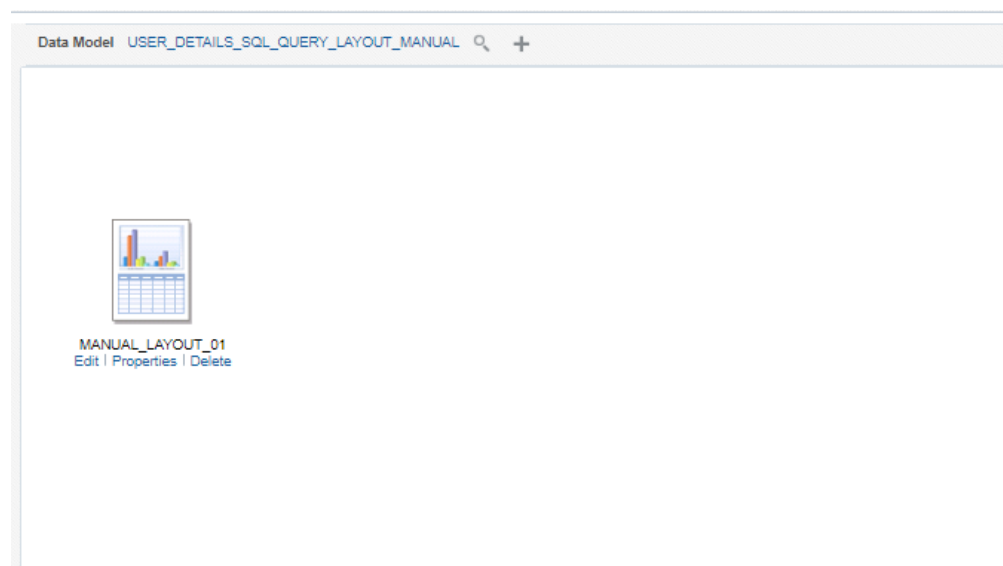 Data Model USER_DETAILS_SQL_QUERY_LAYOUT_MANUAL
MANUAL_LAYOUT_01
Edit | Properties | Delete